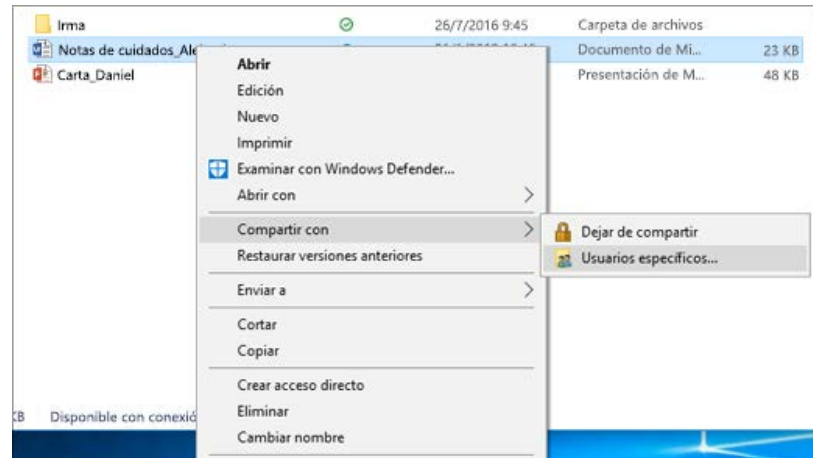 Irma 26/7/2016 9:45 Carpeta de archivos
Notas de cuidados_Ale Documento de Mi... 23 KB
Carta_Daniel Presentación de M... 48 KB
Abrir
Edición
Nuevo
Imprimir
Examinar con Windows Defender...
Abrir con
Compartir con
Restaurar versiones anteriores
Enviar a
Cortar
Copiar
Crear acceso directo
Eliminar
Cambiar nombre
Dejar de compartir
Usuarios específicos...
KB Disponible con conexió